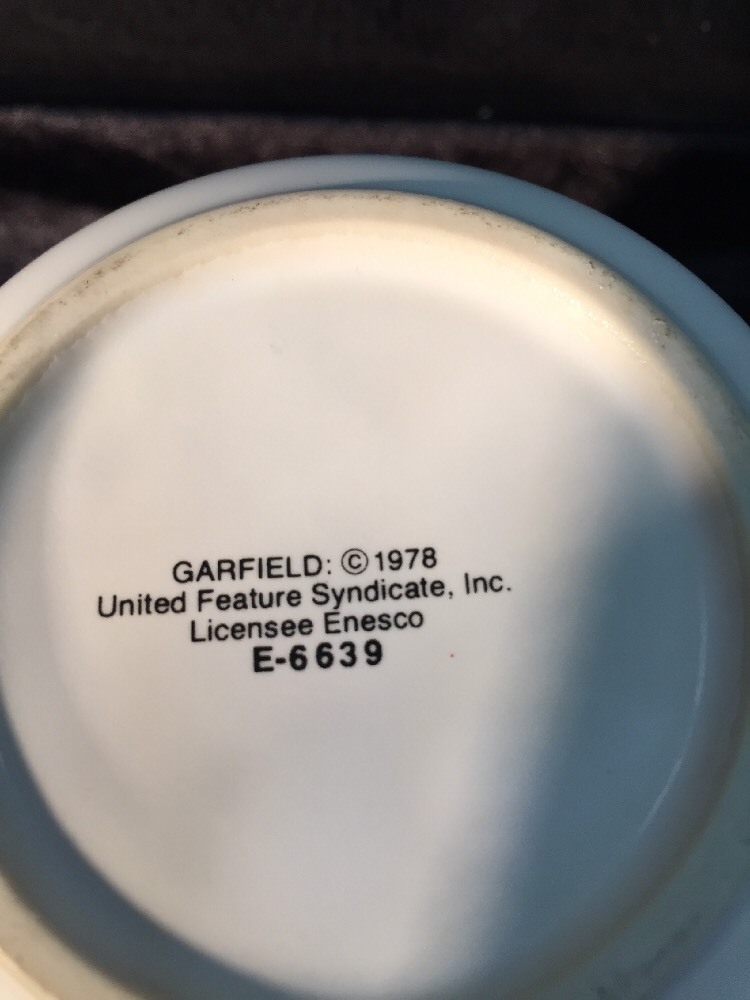 GARFIELD: ©1978
United Feature Syndicate, Inc.
Licensee Enesco
E-6639